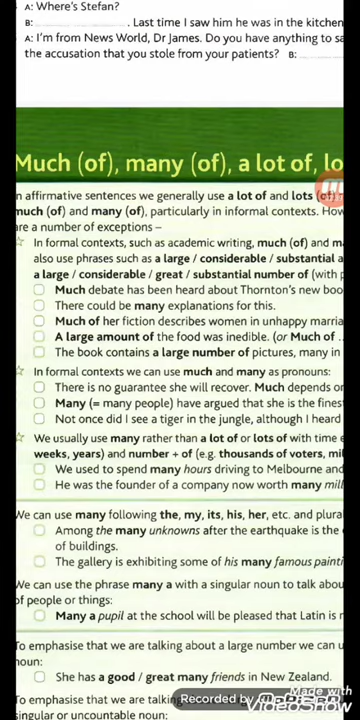 A: Where's Stefan?
B: .................... . Last time I saw him he was in the kitchen
A: I'm from News World, Dr James. Do you have anything to sa
the accusation that you stole from your patients? B: ..............
Much (of), many (of), a lot of, lo
n affirmative sentences we generally use a lot of and lots (of) r
much (of) and many (of), particularly in informal contexts. How
are a number of exceptions –
In formal contexts, such as academic writing, much (of) and m
also use phrases such as a large / considerable / substantial a
a large / considerable / great / substantial number of (with p
Much debate has been heard about Thornton's new boo
There could be many explanations for this.
Much of her fiction describes women in unhappy marria
A large amount of the food was inedible. (or Much of ..
The book contains a large number of pictures, many in
In formal contexts we can use much and many as pronouns:
There is no guarantee she will recover. Much depends or
Many (= many people) have argued that she is the fines
Not once did I see a tiger in the jungle, although I heard
We usually use many rather than a lot of or lots of with time e
weeks, years) and number + of (e.g. thousands of voters, mil
We used to spend many hours driving to Melbourne and
He was the founder of a company now worth many mill
We can use many following the, my, its, his, her, etc. and plura
Among the many unknowns after the earthquake is the
of buildings.
The gallery is exhibiting some of his many famous painti
We can use the phrase many a with a singular noun to talk abou
of people or things:
Many a pupil at the school will be pleased that Latin is r
To emphasise that we are talking about a large number we can u
noun:
She has a good / great many friends in New Zealand.
To emphasise that we are talking
singular or uncountable noun:
Recorded by
Made with
VideoShow